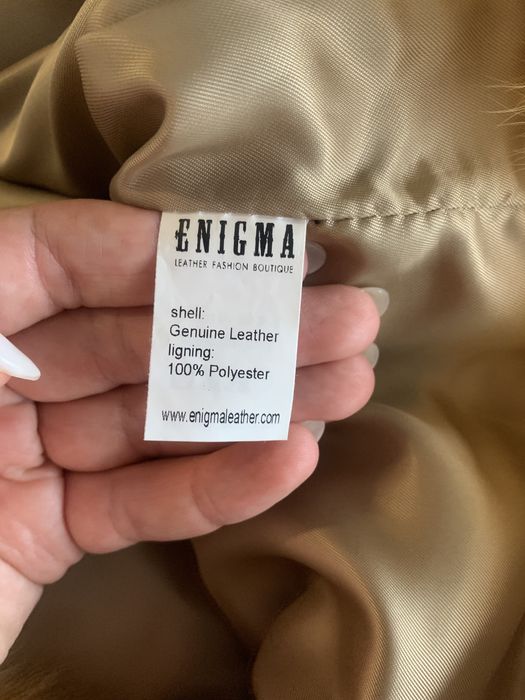 ENIGMA
LEATHER FASHION BOUTIQUE
shell:
Genuine Leather
ligning:
100% Polyester
www.enigmaleather.com